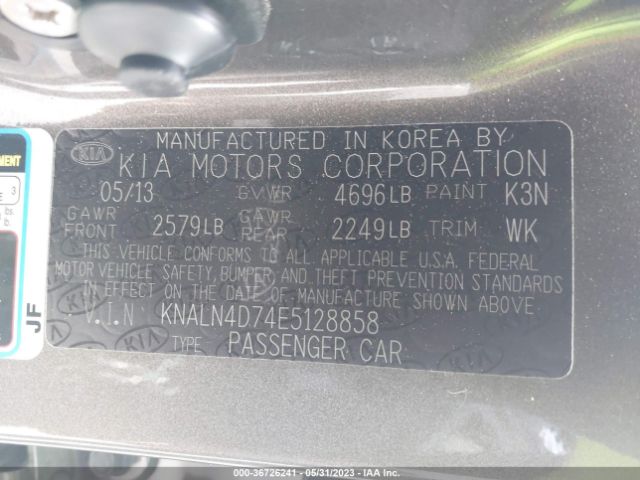 MANUFACTURED IN KOREA BY
KIA KIA MOTORS CORPORATION
05/13 GVWR 4696LB PAINT K3N
GAWR FRONT 2579LB GAWR REAR 2249LB TRIM WK
THIS VEHICLE CONFORMS TO ALL APPLICABLE U.S.A. FEDERAL
MOTOR VEHICLE SAFETY, BUMPER, AND THEFT PREVENTION STANDARDS
IN EFFECT ON THE DATE OF MANUFACTURE SHOWN ABOVE
V.I.N KNALN4D74E5128858
TYPE PASSENGER CAR
JF
3
lbs.
© 000-36726241 - 05/31/2023 - IAA Inc.